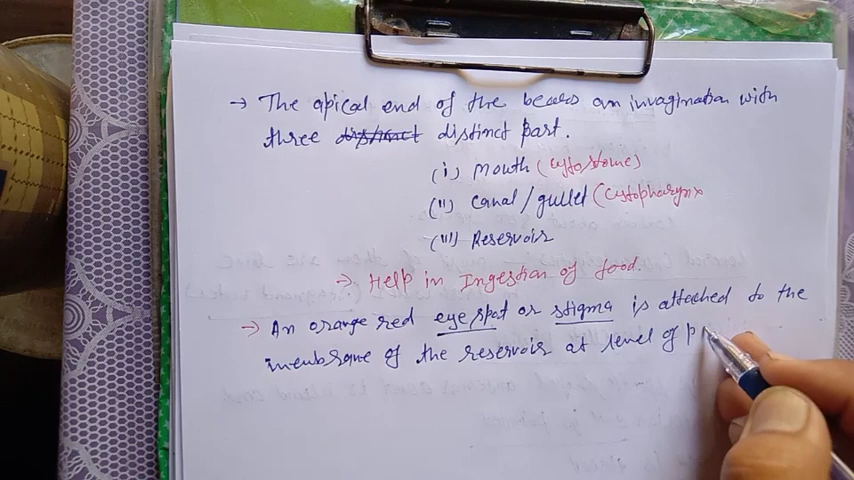 → The apical end of the bears an invagination with
three distinct distinct part.
(i) Mouth (cytostome)
(ii) Canal/gullet (Cytopharynx
(iii) Reservoir
→ Help in Ingestion of food.
→ An orange red eye spot or stigma is attached to the
membrane of the reservoir at level of p